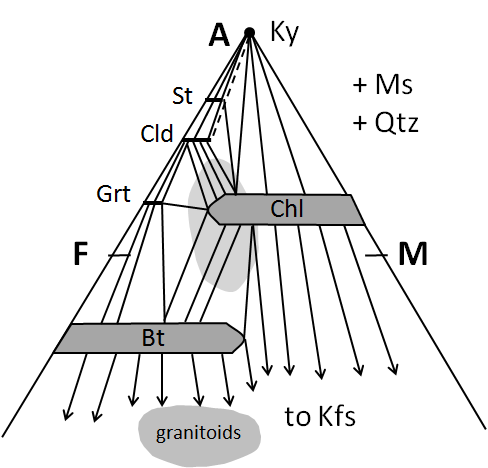 A Ky
St
+ Ms
Cld
+ Qtz
Grt
Chl
F
M
Bt
to Kfs
granitoids